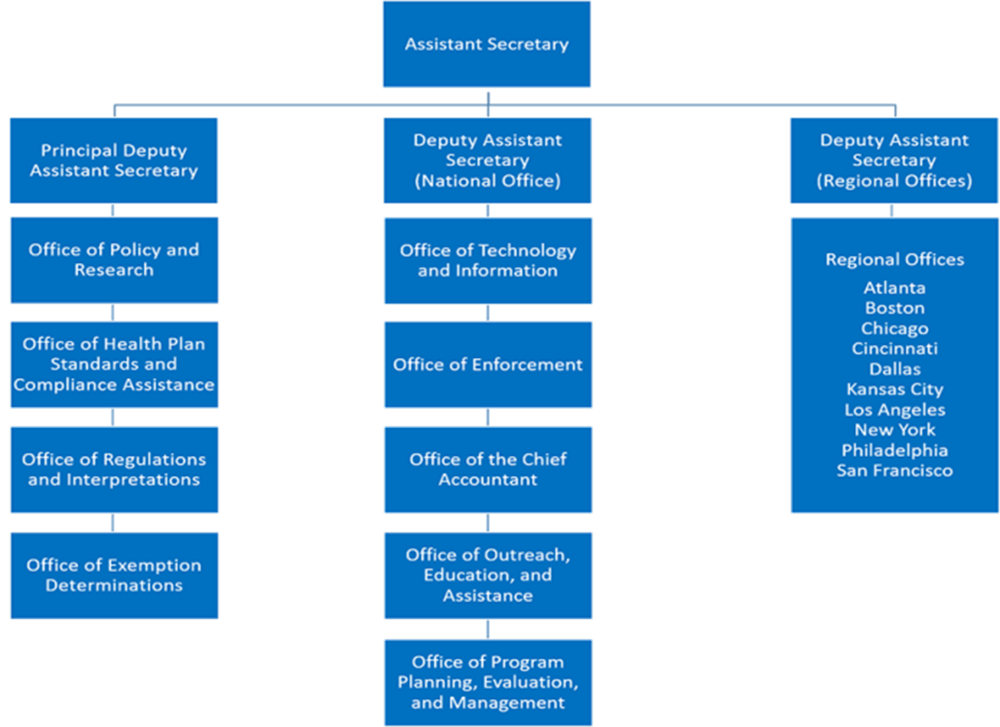 Assistant Secretary
Principal Deputy
Assistant Secretary
Office of Policy and
Research
Office of Health Plan
Standards and
Compliance Assistance
Office of Regulations
and Interpretations
Office of Exemption
Determinations
Deputy Assistant
Secretary
(National Office)
Office of Technology
and Information
Office of Enforcement
Office of the Chief
Accountant
Office of Outreach,
Education, and
Assistance
Office of Program
Planning, Evaluation,
and Management
Deputy Assistant
Secretary
(Regional Offices)
Regional Offices
Atlanta
Boston
Chicago
Cincinnati
Dallas
Kansas City
Los Angeles
New York
Philadelphia
San Francisco